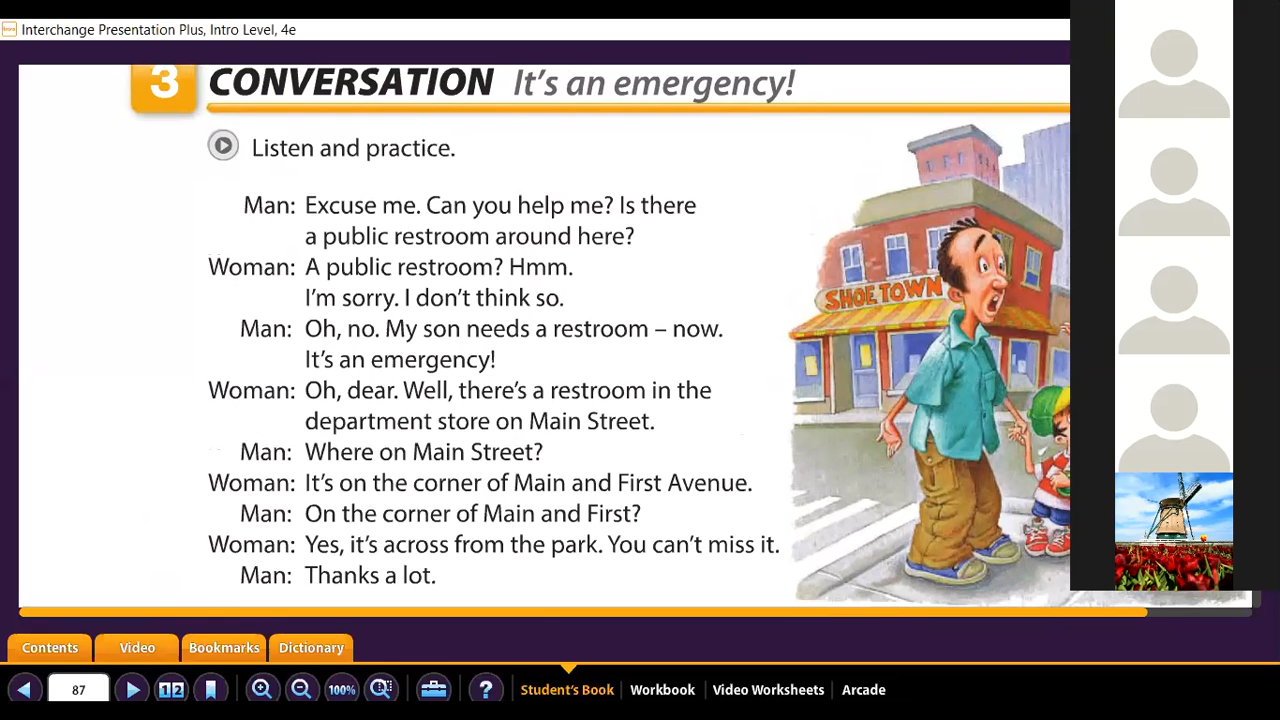 Interchange Presentation Plus, Intro Level, 4e
3 CONVERSATION It's an emergency!
Listen and practice.
Man: Excuse me. Can you help me? Is there
a public restroom around here?
Woman: A public restroom? Hmm.
I'm sorry. I don't think so.
Man: Oh, no. My son needs a restroom – now.
It's an emergency!
Woman: Oh, dear. Well, there's a restroom in the
department store on Main Street.
Man: Where on Main Street?
Woman: It's on the corner of Main and First Avenue.
Man: On the corner of Main and First?
Woman: Yes, it's across from the park. You can't miss it.
Man: Thanks a lot.
SHOE TOWN
Contents Video Bookmarks Dictionary
87 12 100% ? Student's Book Workbook Video Worksheets Arcade